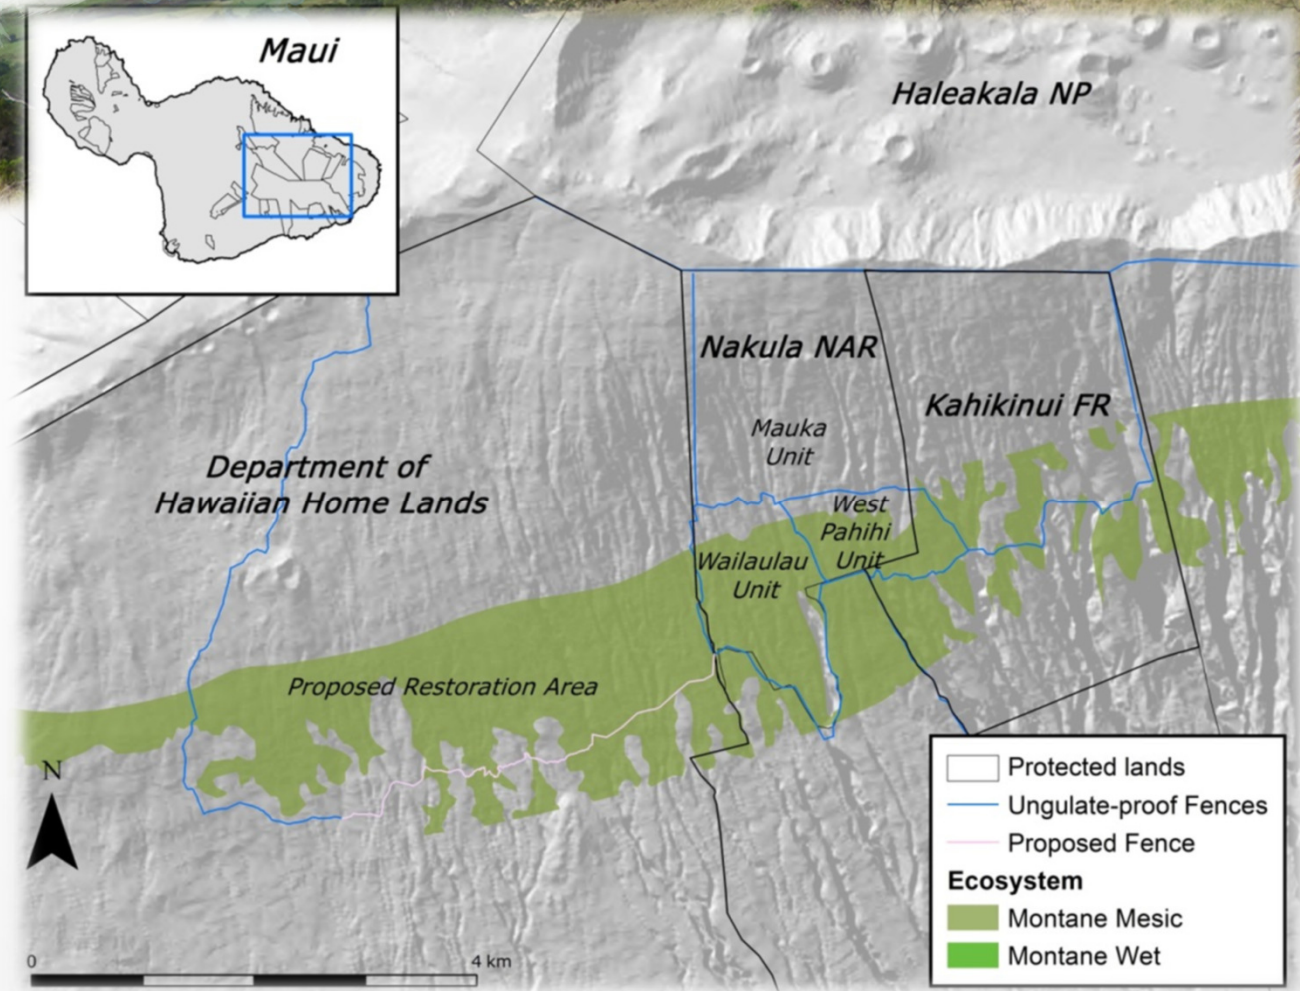 Maui
Haleakala NP
Nakula NAR
Kahikinui FR
Mauka
Unit
Department of
Hawaiian Home Lands
West
Pahihi
Unit
Wailaulau
Unit
Proposed Restoration Area
N
0
4 km
Protected lands
Ungulate-proof Fences
Proposed Fence
Ecosystem
Montane Mesic
Montane Wet